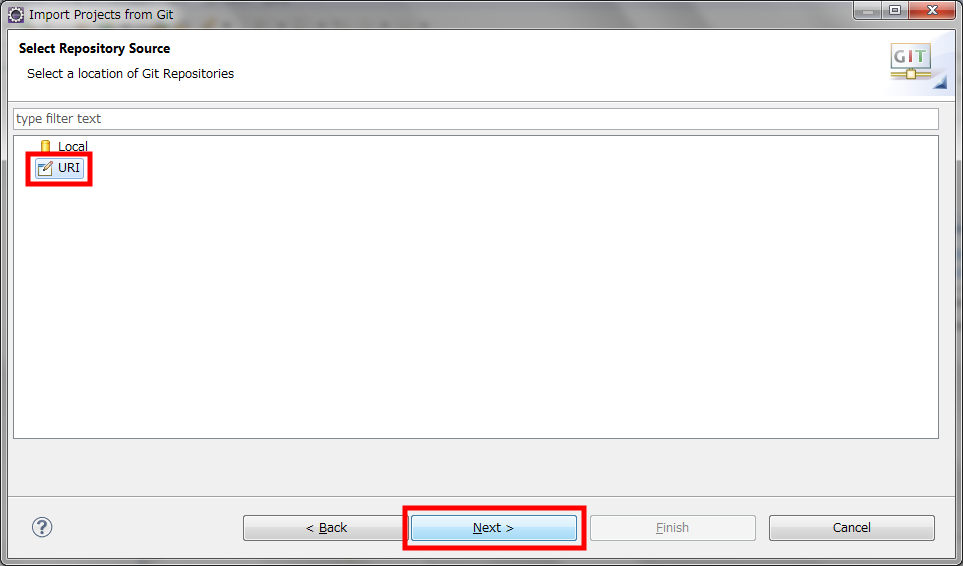 Import Projects from Git
Select Repository Source
Select a location of Git Repositories
GIT
type filter text
Local
URI
?
< Back
Next >
Finish
Cancel